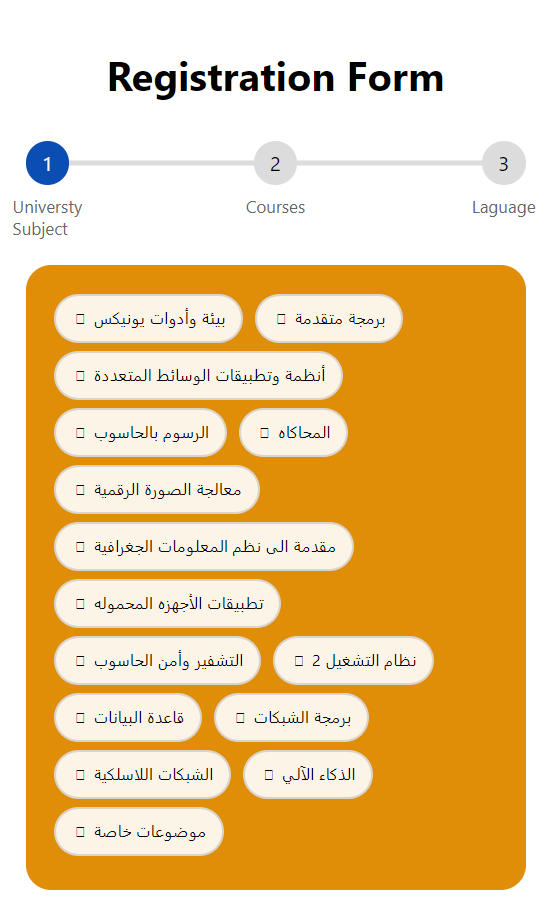 Registration Form
1
2
3
Universty
Subject
Courses
Laguage
بيئة وأدوات يونيكس
برمجة متقدمة
أنظمة وتطبيقات الوسائط المتعددة
الرسوم بالحاسوب
المحاكاه
معالجة الصورة الرقمية
مقدمة الى نظم المعلومات الجغرافية
تطبيقات الأجهزه المحموله
التشفير وأمن الحاسوب
نظام التشغيل 2
قاعدة البيانات
برمجة الشبكات
الشبكات اللاسلكية
الذكاء الآلي
موضوعات خاصة